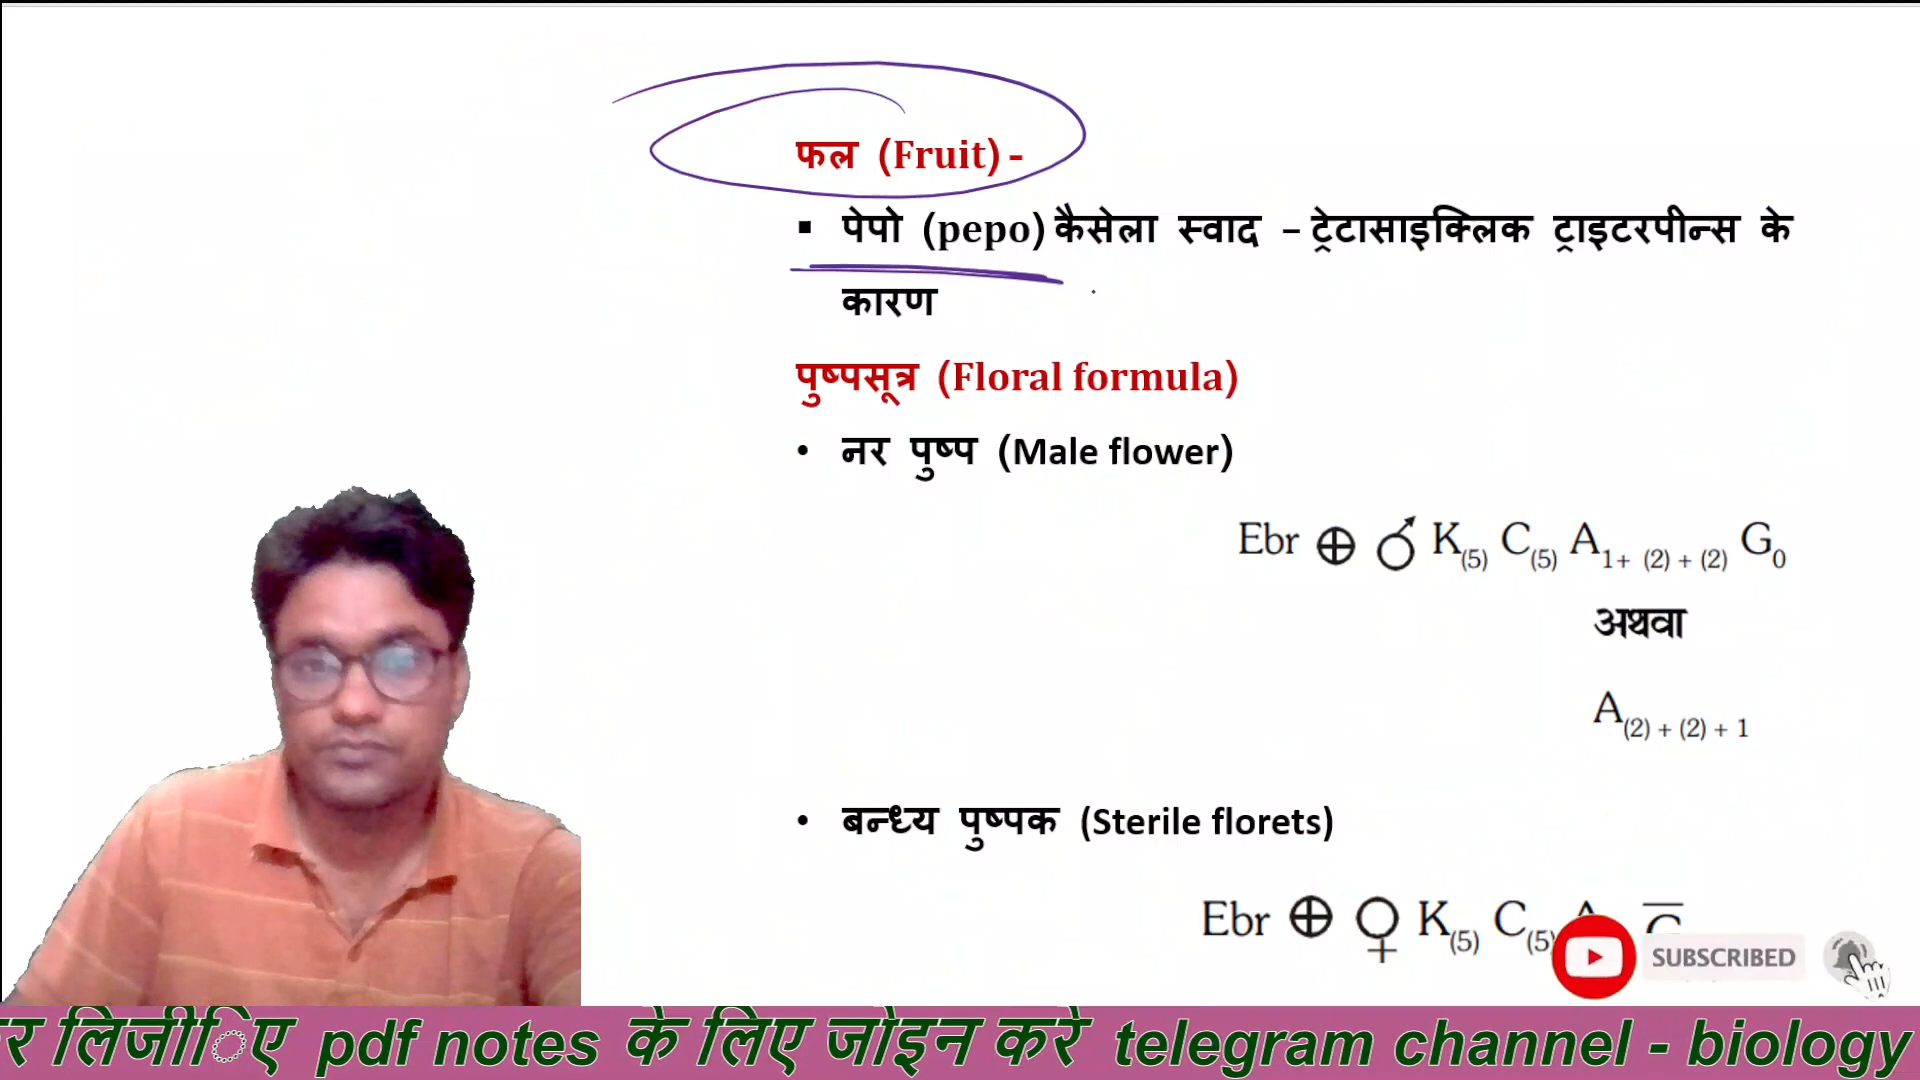 फल (Fruit) -
▪ पेपो (pepo) कैसेला स्वाद – ट्रेटासाइक्लिक ट्राइटरपीन्स के
कारण
पुष्पसूत्र (Floral formula)
• नर पुष्प (Male flower)
Ebr ⊕ ♂ K(5) C(5) A1+ (2) + (2) G0
अथवा
A(2) + (2) + 1
• बन्ध्य पुष्पक (Sterile florets)
Ebr ⊕ ♀ K(5) C(5)
SUBSCRIBED
लिजीिए pdf notes के लिए जोइन करे telegram channel - biology